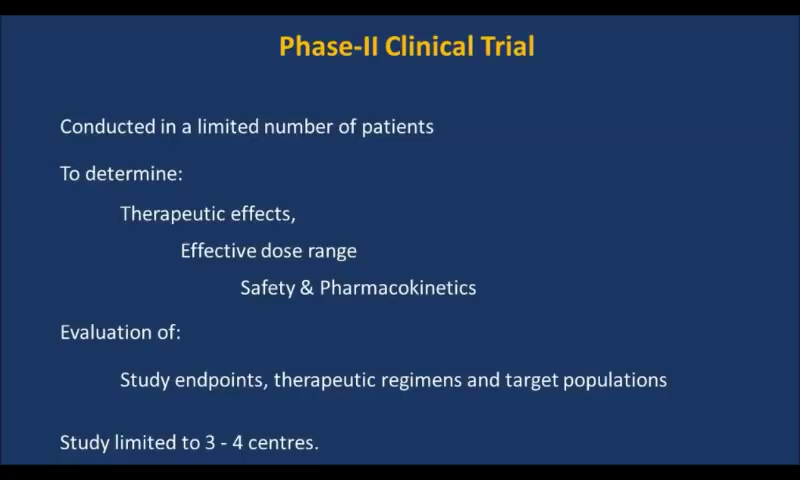 Phase-II Clinical Trial
Conducted in a limited number of patients
To determine:
Therapeutic effects,
Effective dose range
Safety & Pharmacokinetics
Evaluation of:
Study endpoints, therapeutic regimens and target populations
Study limited to 3 - 4 centres.